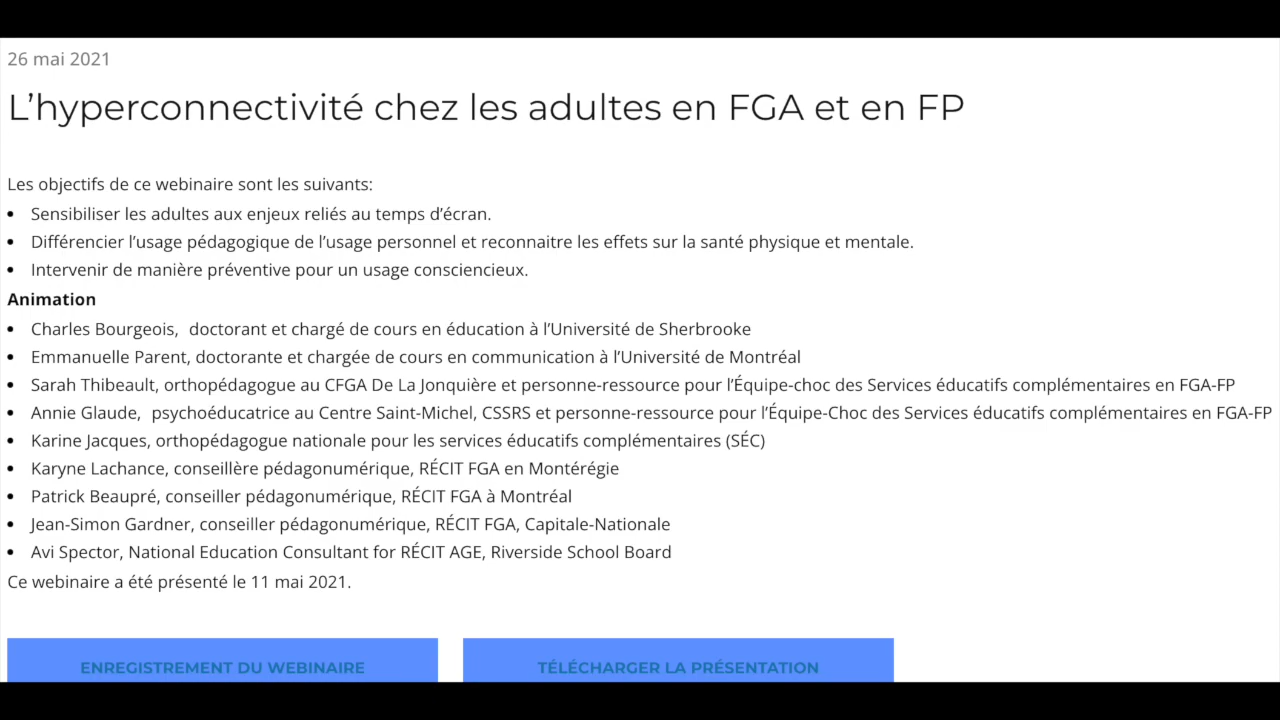 26 mai 2021
L’hyperconnectivité chez les adultes en FGA et en FP
Les objectifs de ce webinaire sont les suivants:
• Sensibiliser les adultes aux enjeux reliés au temps d’écran.
• Différencier l’usage pédagogique de l’usage personnel et reconnaitre les effets sur la santé physique et mentale.
• Intervenir de manière préventive pour un usage consciencieux.
Animation
• Charles Bourgeois, doctorant et chargé de cours en éducation à l’Université de Sherbrooke
• Emmanuelle Parent, doctorante et chargée de cours en communication à l’Université de Montréal
• Sarah Thibeault, orthopédagogue au CFGA De La Jonquière et personne-ressource pour l’Équipe-choc des Services éducatifs complémentaires en FGA-FP
• Annie Glaude, psychoéducatrice au Centre Saint-Michel, CSSRS et personne-ressource pour l’Équipe-Choc des Services éducatifs complémentaires en FGA-FP
• Karine Jacques, orthopédagogue nationale pour les services éducatifs complémentaires (SÉC)
• Karyne Lachance, conseillère pédagonumérique, RÉCIT FGA en Montérégie
• Patrick Beaupré, conseiller pédagonumérique, RÉCIT FGA à Montréal
• Jean-Simon Gardner, conseiller pédagonumérique, RÉCIT FGA, Capitale-Nationale
• Avi Spector, National Education Consultant for RÉCIT AGE, Riverside School Board
Ce webinaire a été présenté le 11 mai 2021.
ENREGISTREMENT DU WEBINAIRE
TÉLÉCHARGER LA PRÉSENTATION